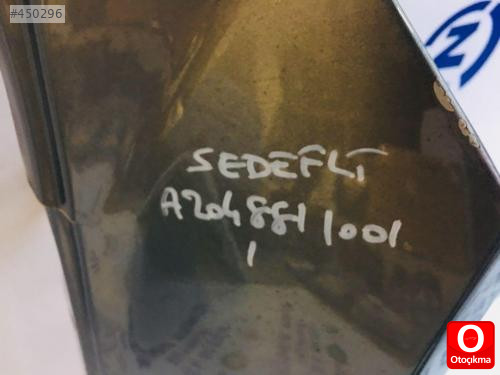 #450296
SEDEFLİ
A204 881 1001
1
Otoçıkma